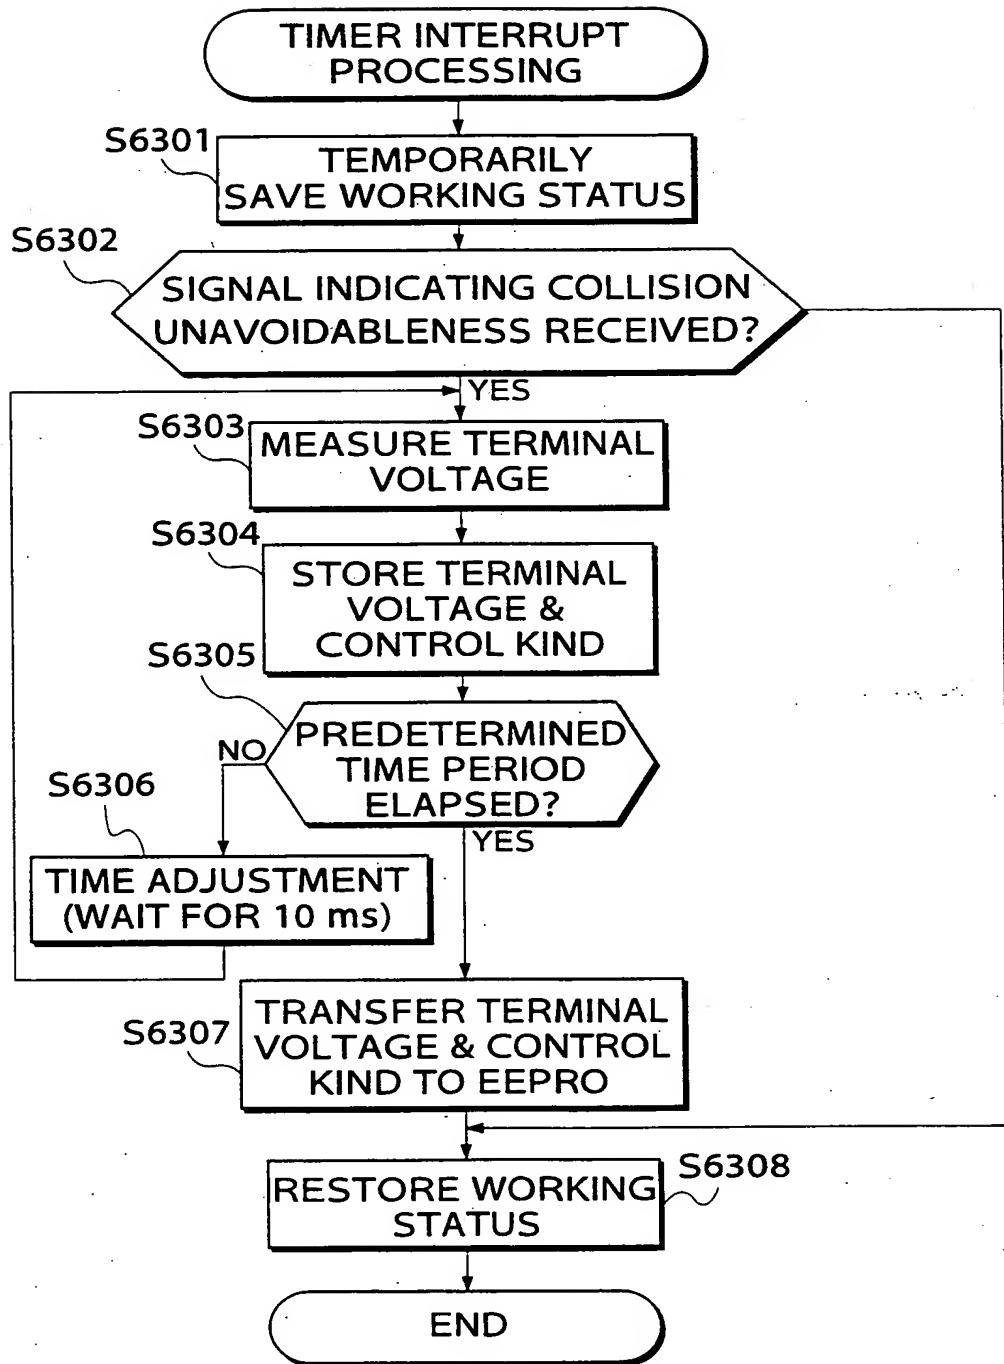 TIMER INTERRUPT
PROCESSING
S6301
TEMPORARILY
SAVE WORKING STATUS
S6302
SIGNAL INDICATING COLLISION
UNAVOIDABLENESS RECEIVED?
YES
S6303
MEASURE TERMINAL
VOLTAGE
S6304
STORE TERMINAL
VOLTAGE &
CONTROL KIND
S6305
PREDETERMINED
TIME PERIOD
ELAPSED?
NO
YES
S6306
TIME ADJUSTMENT
(WAIT FOR 10 ms)
S6307
TRANSFER TERMINAL
VOLTAGE & CONTROL
KIND TO EEPRO
S6308
RESTORE WORKING
STATUS
END